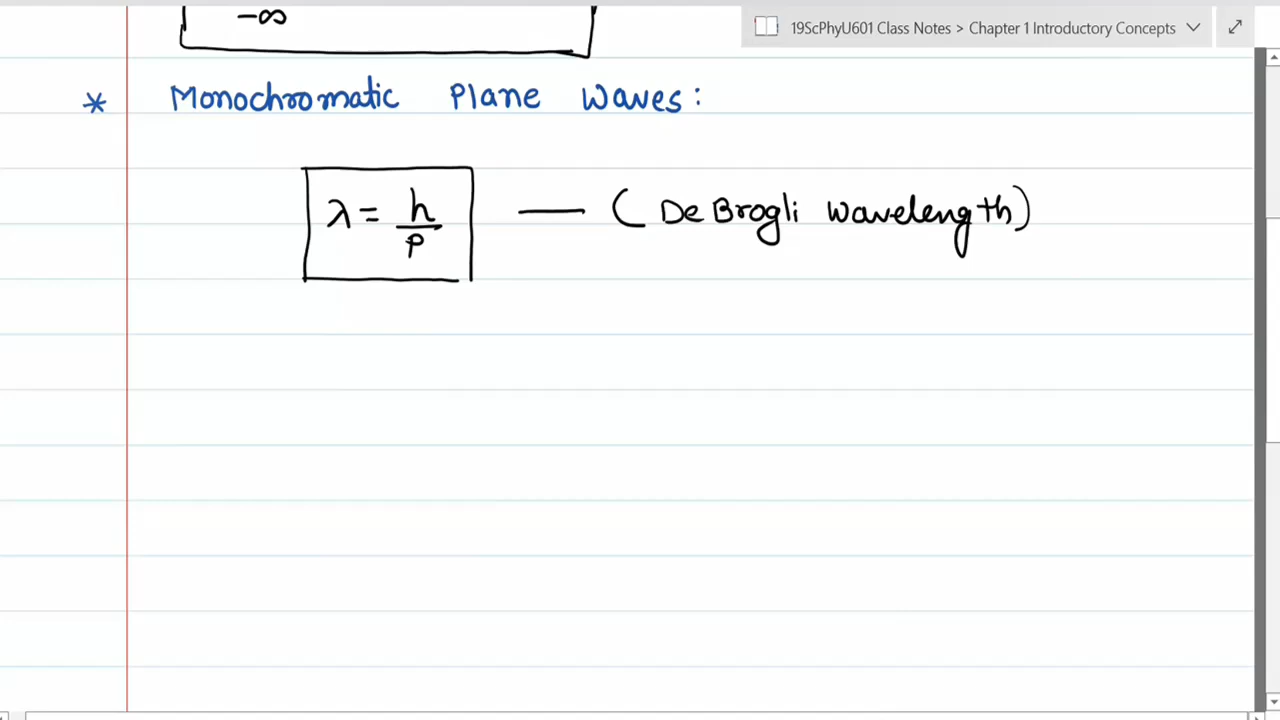 -∞
19ScPhyU601 Class Notes > Chapter 1 Introductory Concepts
* Monochromatic Plane Waves:
λ = h/p — (De Brogli wavelength)